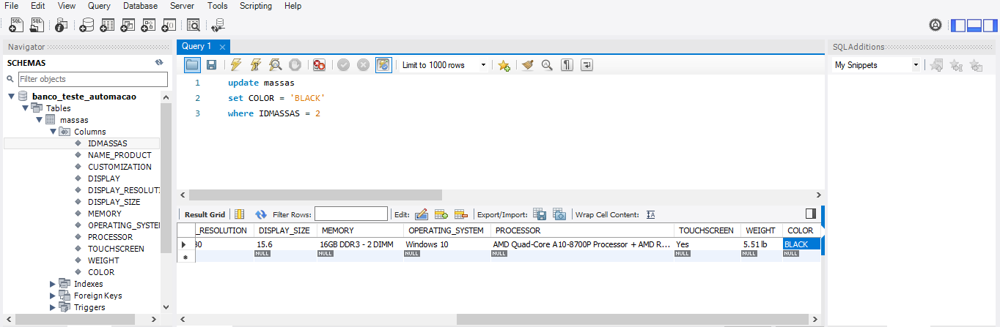 File Edit View Query Database Server Tools Scripting Help
Navigator
SCHEMAS
Filter objects
banco_teste_automacao
Tables
massas
Columns
IDMASSAS
NAME_PRODUCT
CUSTOMIZATION
DISPLAY
DISPLAY_RESOLUTI
DISPLAY_SIZE
MEMORY
OPERATING_SYSTEM
PROCESSOR
TOUCHSCREEN
WEIGHT
COLOR
Indexes
Foreign Keys
Triggers
Query 1
Limit to 1000 rows
1 update massas
2 set COLOR = 'BLACK'
3 where IDMASSAS = 2
Result Grid Filter Rows: Edit: Export/Import: Wrap Cell Content:
_RESOLUTION DISPLAY_SIZE MEMORY OPERATING_SYSTEM PROCESSOR TOUCHSCREEN WEIGHT COLOR
80 15.6 16GB DDR3 - 2 DIMM Windows 10 AMD Quad-Core A10-8700P Processor + AMD R... Yes 5.51 lb BLACK
NULL NULL NULL NULL NULL NULL NULL
SQLAdditions
My Snippets